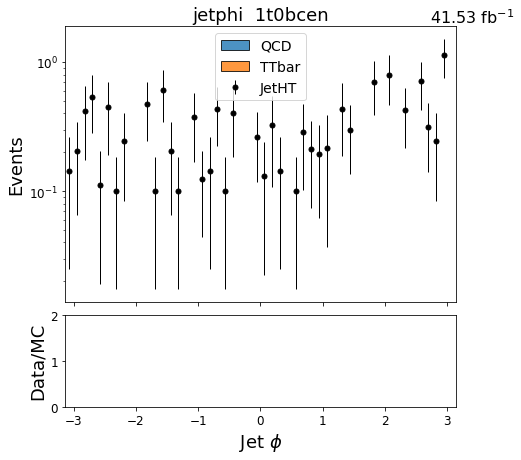 jetphi 1t0bcen
41.53 fb⁻¹
QCD
TTbar
JetHT
Events
10⁰
10⁻¹
Data/MC
2
1
0
−3 −2 −1 0 1 2 3
Jet ϕ